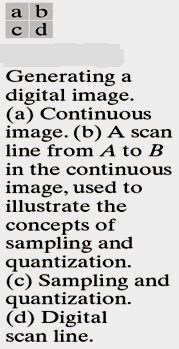 a b
c d
Generating a
digital image.
(a) Continuous
image. (b) A scan
line from A to B
in the continuous
image, used to
illustrate the
concepts of
sampling and
quantization.
(c) Sampling and
quantization.
(d) Digital
scan line.